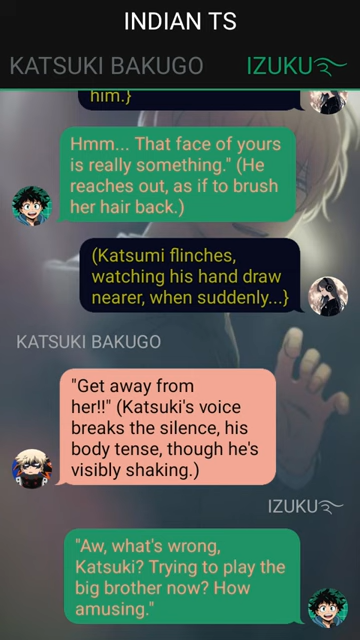 INDIAN TS
KATSUKI BAKUGO
IZUKU
him.}
Hmm... That face of yours
is really something." (He
reaches out, as if to brush
her hair back.)
(Katsumi flinches,
watching his hand draw
nearer, when suddenly...}
KATSUKI BAKUGO
"Get away from
her!!" (Katsuki's voice
breaks the silence, his
body tense, though he's
visibly shaking.)
IZUKU
"Aw, what's wrong,
Katsuki? Trying to play the
big brother now? How
amusing."